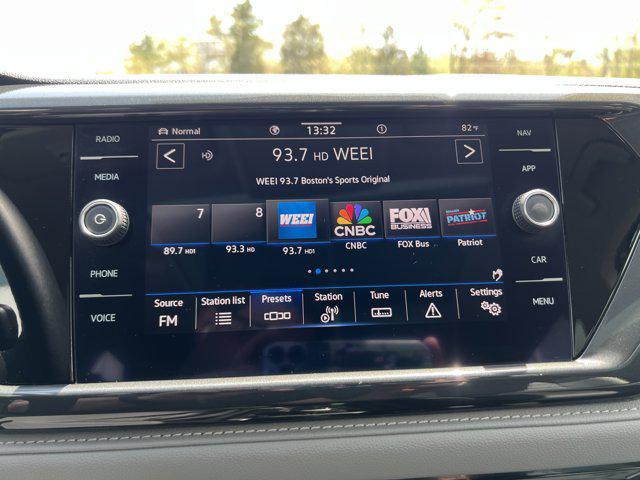 RADIO
MEDIA
PHONE
VOICE
Normal
13:32
82°F
93.7 HD WEEI
WEEI 93.7 Boston's Sports Original
7
8
WEEI
CNBC
FOX BUSINESS
PATRIOT
89.7 HD1
93.3 HD
93.7 HD1
CNBC
FOX Bus
Patriot
Source
FM
Station list
Presets
Station
Tune
Alerts
Settings
NAV
APP
CAR
MENU